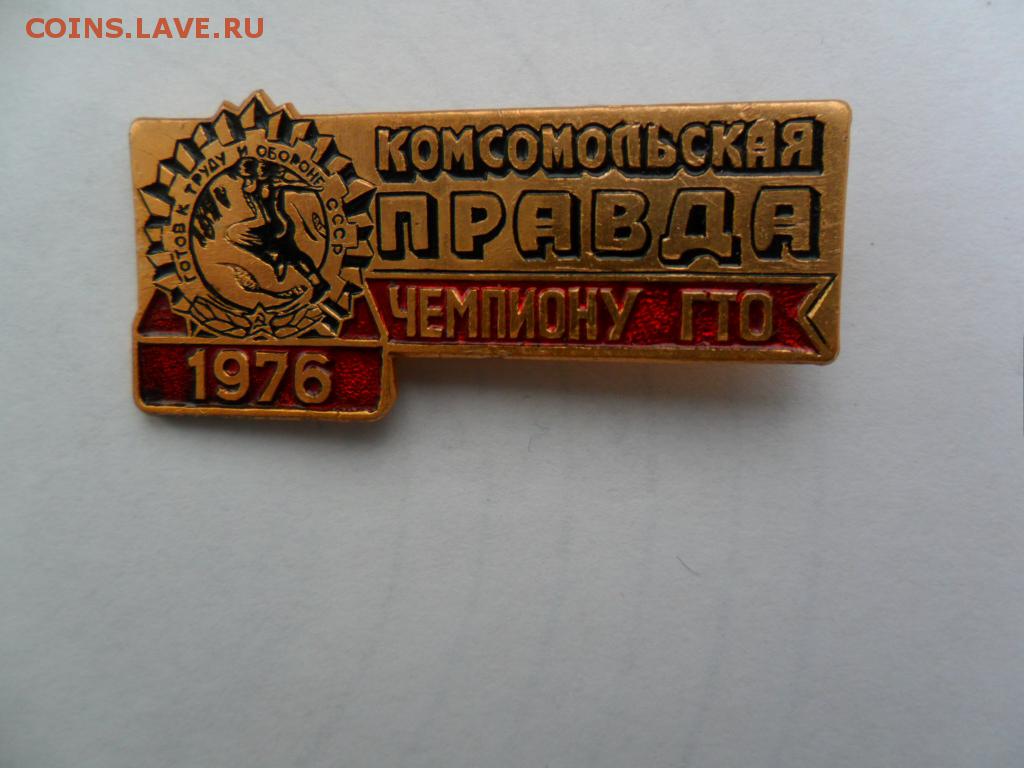 COINS.LAVE.RU
ГОТОВ К ТРУДУ И ОБОРОНЕ СССР
КОМСОМОЛЬСКАЯ
ПРАВДА
ЧЕМПИОНУ ГТО
1976